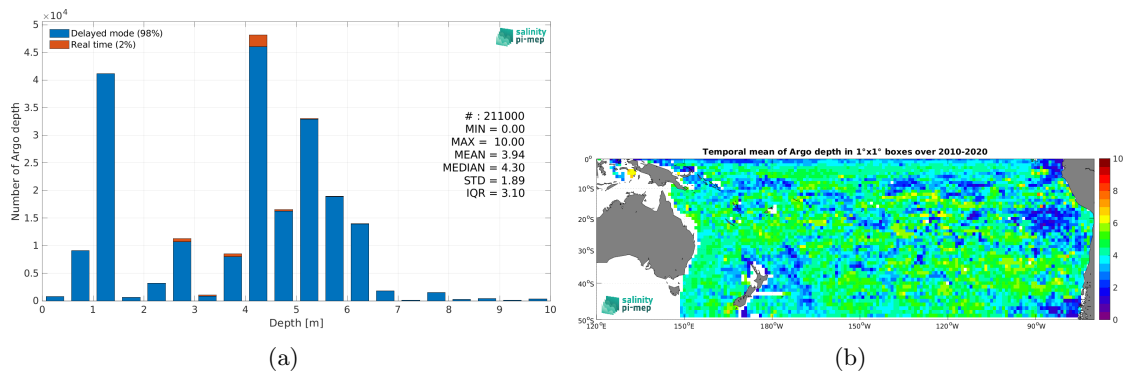 ×10⁴
5
4.5
4
3.5
3
2.5
2
1.5
1
0.5
0
Number of Argo depth
Delayed mode (98%)
Real time (2%)
salinity
pi-mep
# : 211000
MIN = 0.00
MAX = 10.00
MEAN = 3.94
MEDIAN = 4.30
STD = 1.89
IQR = 3.10
0 1 2 3 4 5 6 7 8 9 10
Depth [m]
(a)
Temporal mean of Argo depth in 1°x1° boxes over 2010-2020
0°
10°S
20°S
30°S
40°S
50°S
120°E 150°E 180°W 150°W 120°W 90°W
salinity
pi-mep
10
8
6
4
2
0
(b)